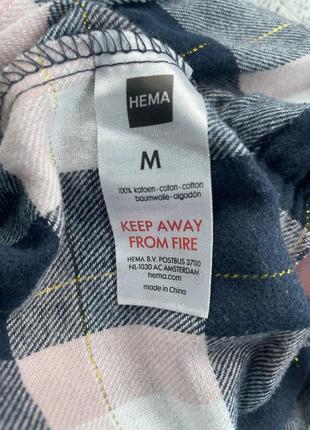 HEMA
M
100% katoen-coton-cotton
baumwolle-algodón
KEEP AWAY
FROM FIRE
HEMA B.V. POSTBUS 37110
NL-1030 AC AMSTERDAM
hema.com
made in China